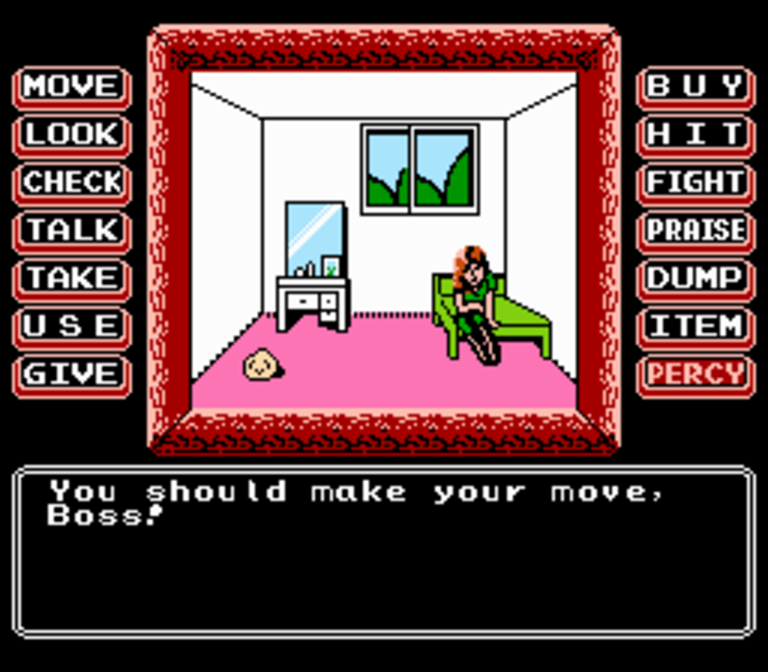 MOVE
LOOK
CHECK
TALK
TAKE
USE
GIVE
BUY
HIT
FIGHT
PRAISE
DUMP
ITEM
PERCY
You should make your move,
Boss!